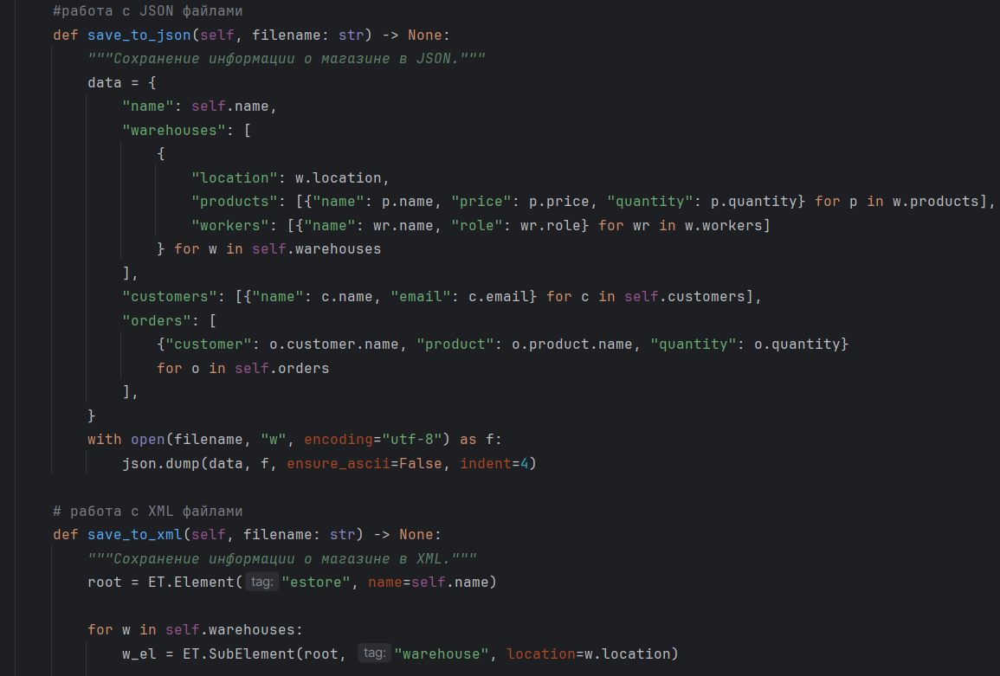 #работа с JSON файлами
def save_to_json(self, filename: str) -> None:
"""Сохранение информации о магазине в JSON."""
data = {
"name": self.name,
"warehouses": [
{
"location": w.location,
"products": [{"name": p.name, "price": p.price, "quantity": p.quantity} for p in w.products],
"workers": [{"name": wr.name, "role": wr.role} for wr in w.workers]
} for w in self.warehouses
],
"customers": [{"name": c.name, "email": c.email} for c in self.customers],
"orders": [
{"customer": o.customer.name, "product": o.product.name, "quantity": o.quantity}
for o in self.orders
],
}
with open(filename, "w", encoding="utf-8") as f:
json.dump(data, f, ensure_ascii=False, indent=4)
# работа с XML файлами
def save_to_xml(self, filename: str) -> None:
"""Сохранение информации о магазине в XML."""
root = ET.Element( tag: "estore", name=self.name)
for w in self.warehouses:
w_el = ET.SubElement(root, tag: "warehouse", location=w.location)